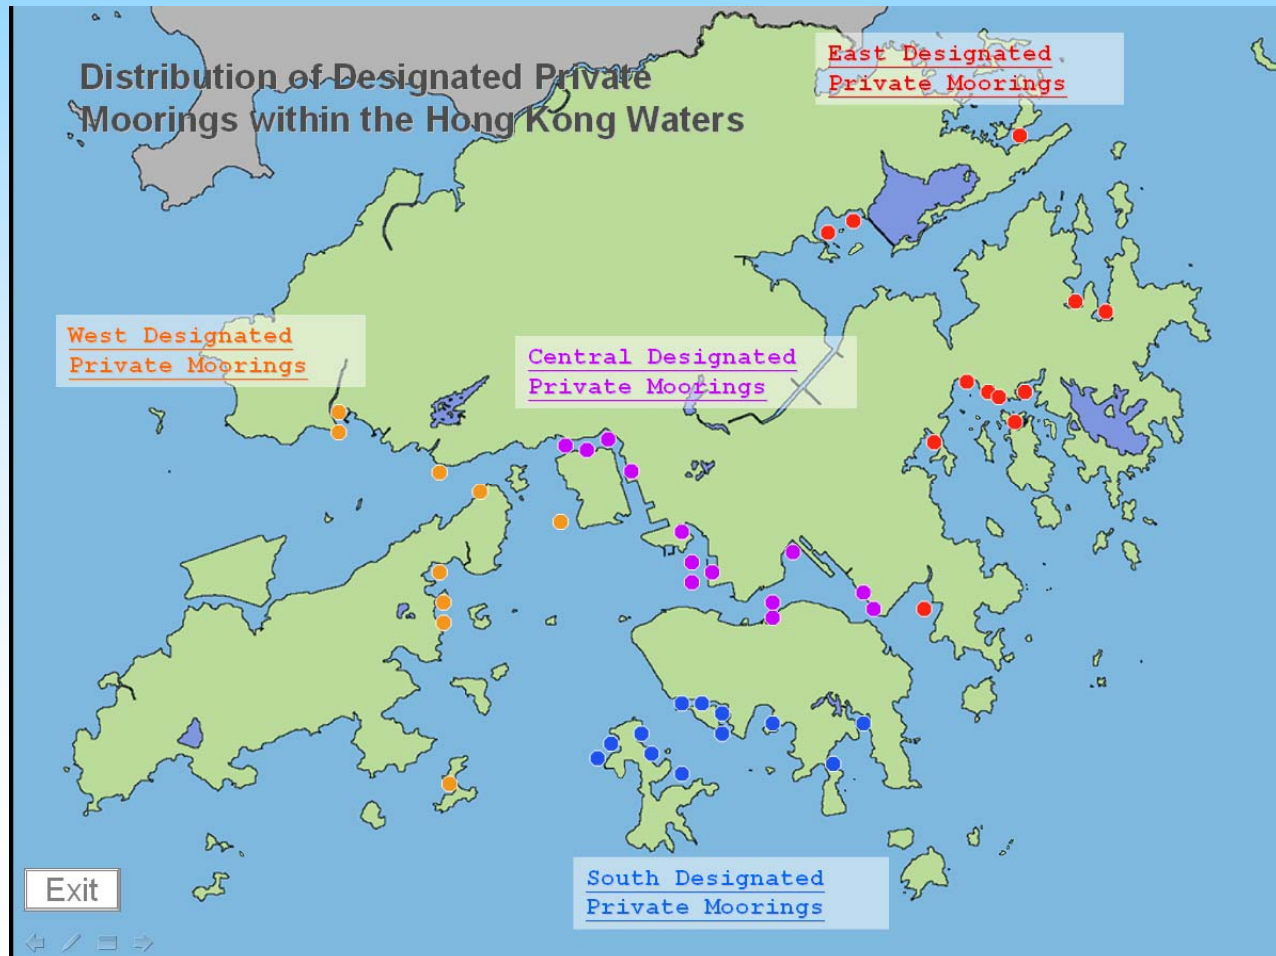 Distribution of Designated Private
Moorings within the Hong Kong Waters
East Designated
Private Moorings
West Designated
Private Moorings
Central Designated
Private Moorings
South Designated
Private Moorings
Exit